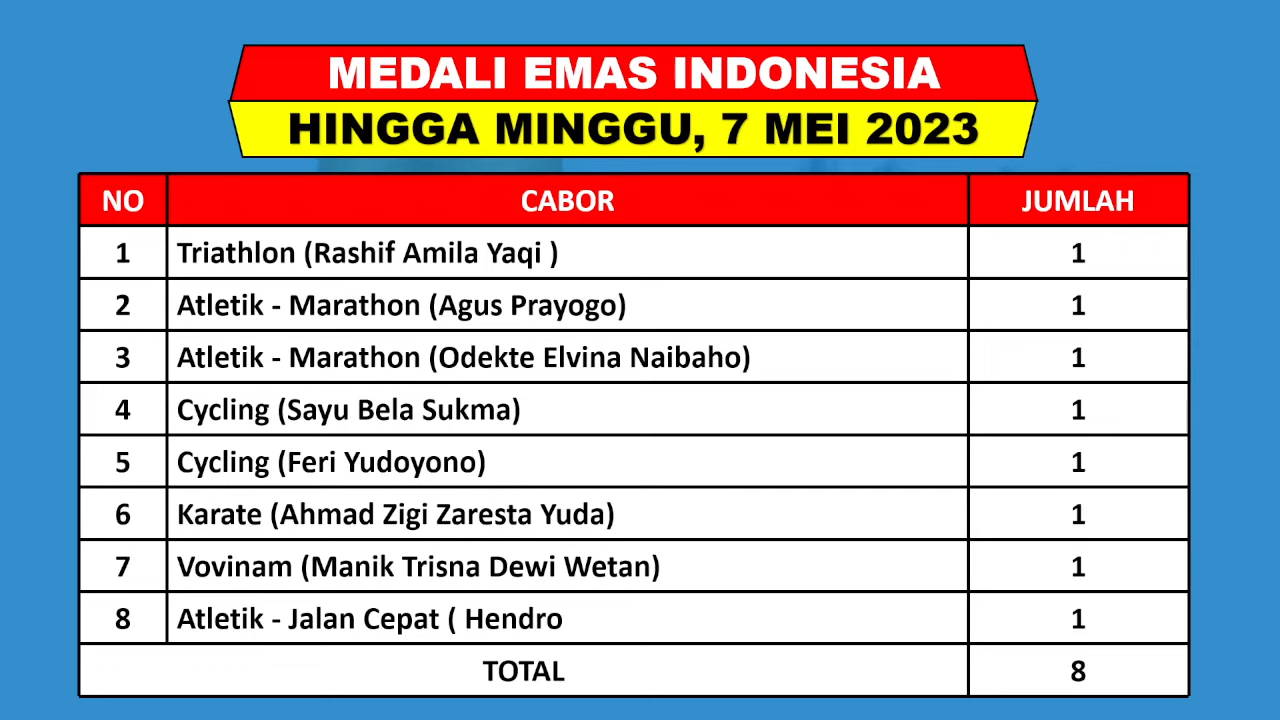 MEDALI EMAS INDONESIA
HINGGA MINGGU, 7 MEI 2023
NO CABOR JUMLAH
1 Triathlon (Rashif Amila Yaqi ) 1
2 Atletik - Marathon (Agus Prayogo) 1
3 Atletik - Marathon (Odekte Elvina Naibaho) 1
4 Cycling (Sayu Bela Sukma) 1
5 Cycling (Feri Yudoyono) 1
6 Karate (Ahmad Zigi Zaresta Yuda) 1
7 Vovinam (Manik Trisna Dewi Wetan) 1
8 Atletik - Jalan Cepat ( Hendro 1
TOTAL 8